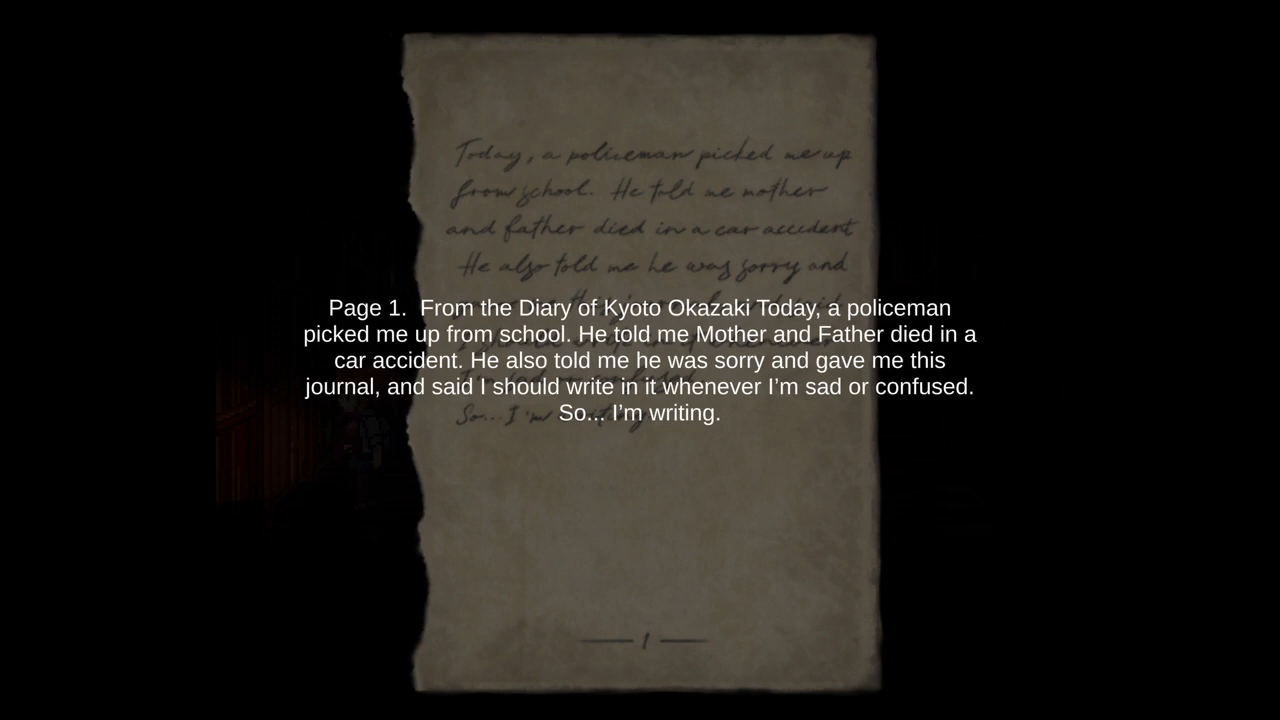 Today, a policeman picked me up
from school. He told me mother
and father died in a car accident
He also told me he was sorry and
Page 1.  From the Diary of Kyoto Okazaki Today, a policeman
picked me up from school. He told me Mother and Father died in a
car accident. He also told me he was sorry and gave me this
journal, and said I should write in it whenever I’m sad or confused.
So... I’m writing.
So... I'm writing
1